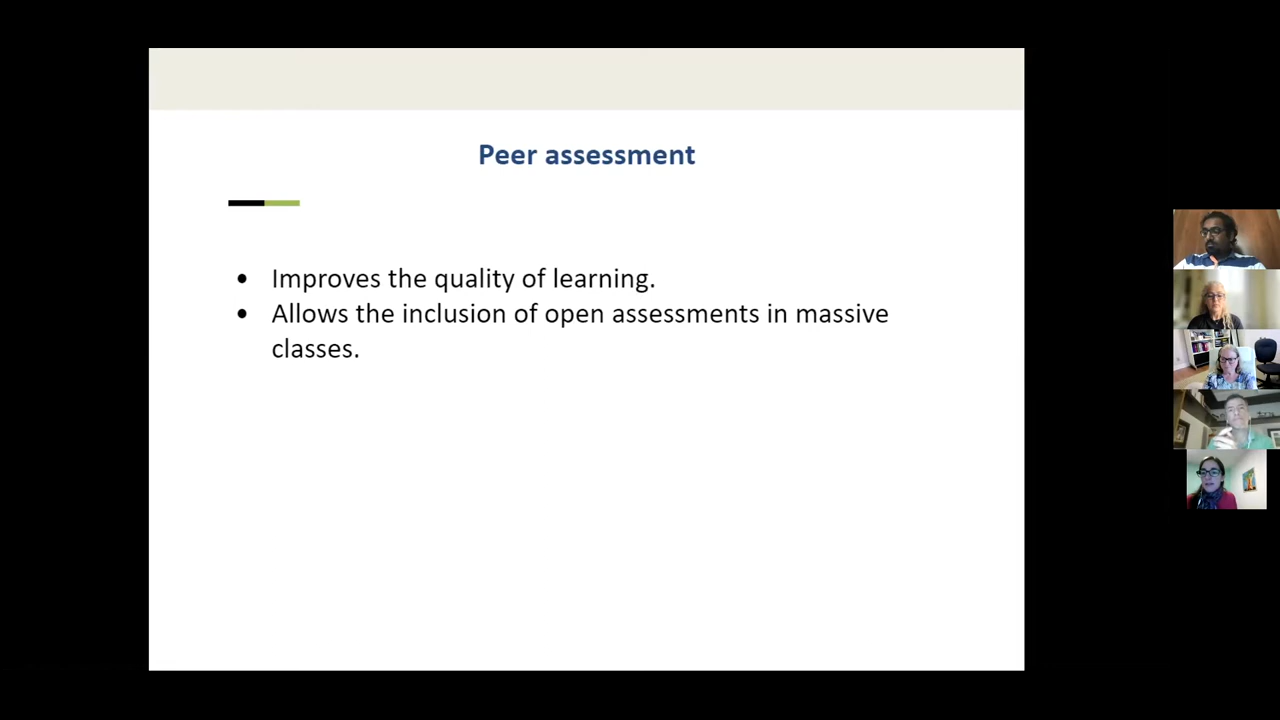 Peer assessment
• Improves the quality of learning.
• Allows the inclusion of open assessments in massive
classes.